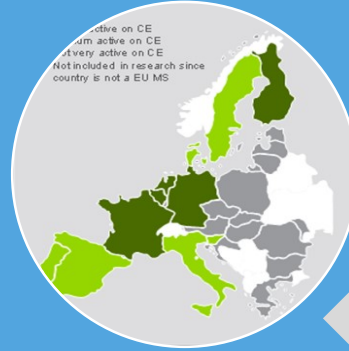 active on CE
active on CE
very active on CE
Not included in research since
country is not a EU MS